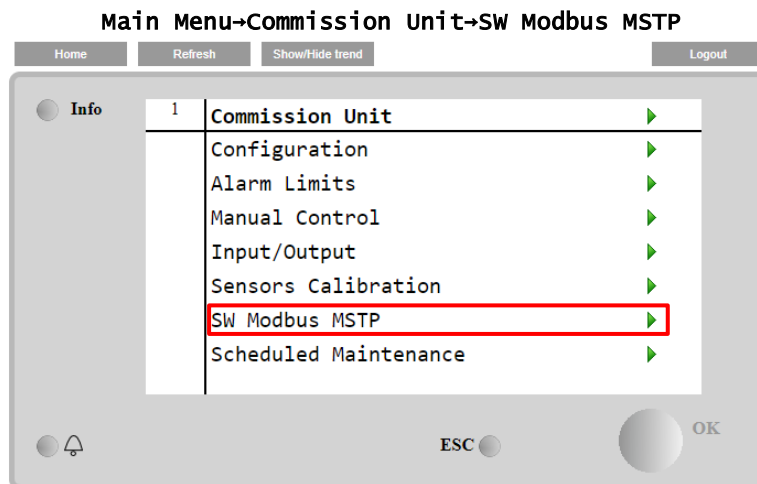 Main Menu→Commission Unit→SW Modbus MSTP
Home Refresh Show/Hide trend Logout
Info
1 Commission Unit
Configuration
Alarm Limits
Manual Control
Input/Output
Sensors Calibration
SW Modbus MSTP
Scheduled Maintenance
ESC OK